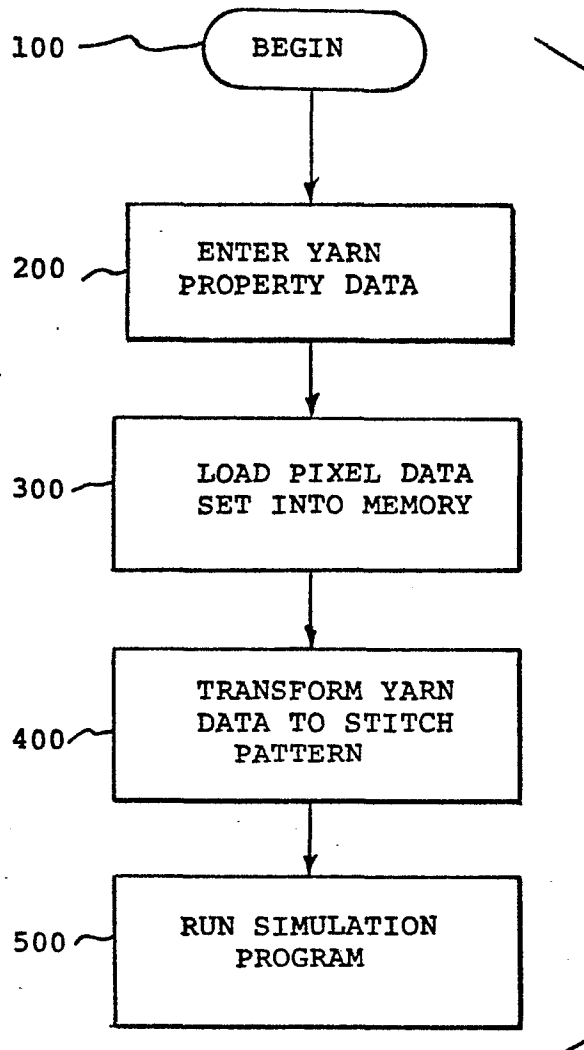 100
BEGIN
200
ENTER YARN
PROPERTY DATA
300
LOAD PIXEL DATA
SET INTO MEMORY
400
TRANSFORM YARN
DATA TO STITCH
PATTERN
500
RUN SIMULATION
PROGRAM